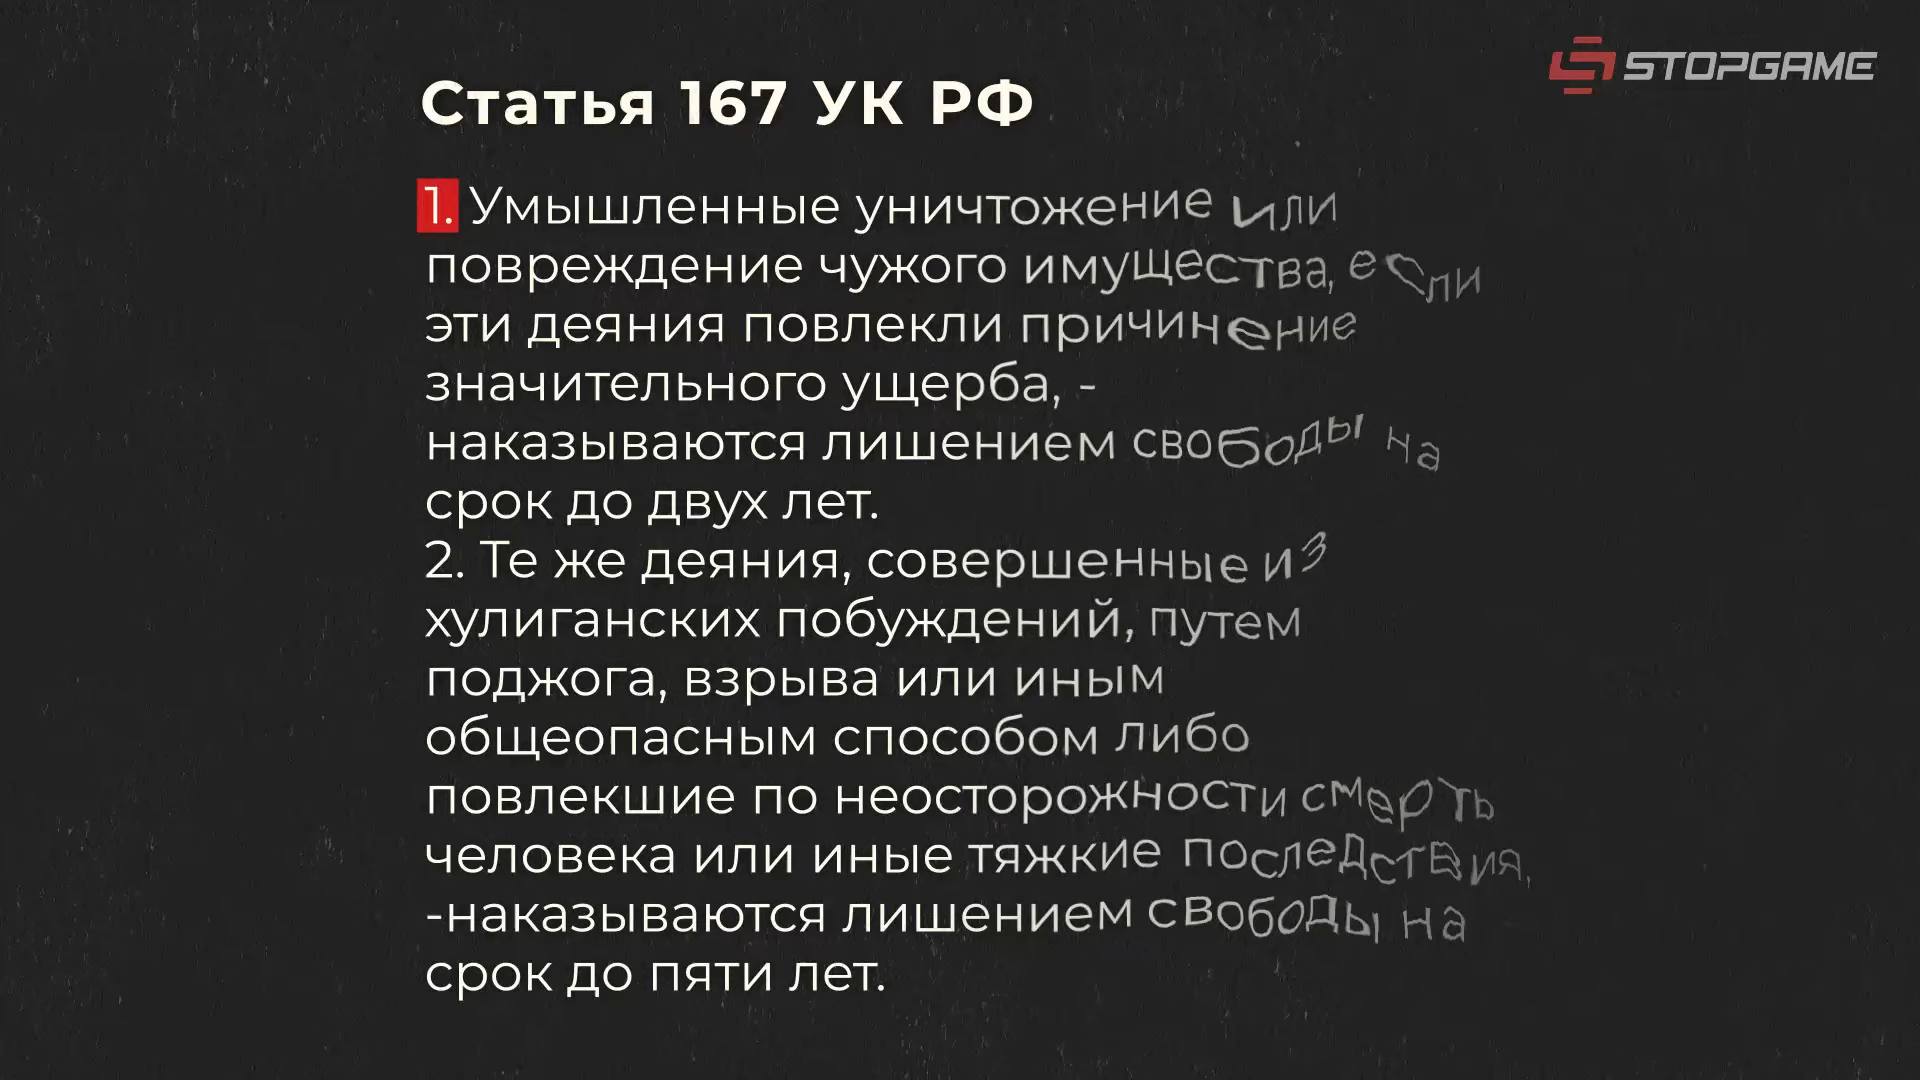 STOPGAME
Статья 167 УК РФ
1. Умышленные уничтожение или
повреждение чужого имущества, если
эти деяния повлекли причинение
значительного ущерба, -
наказываются лишением свободы на
срок до двух лет.
2. Те же деяния, совершенные из
хулиганских побуждений, путем
поджога, взрыва или иным
общеопасным способом либо
повлекшие по неосторожности смерть
человека или иные тяжкие последствия,
-наказываются лишением свободы на
срок до пяти лет.